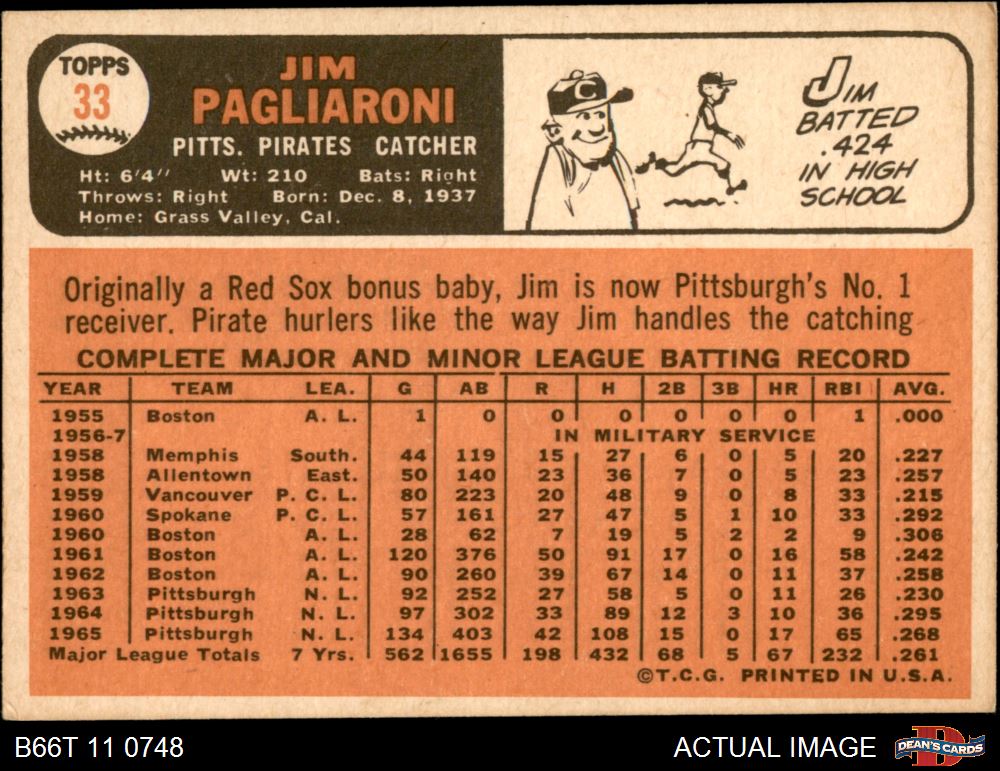 TOPPS
33
JIM
PAGLIARONI
PITTS. PIRATES CATCHER
Ht: 6'4" Wt: 210 Bats: Right
Throws: Right Born: Dec. 8, 1937
Home: Grass Valley, Cal.
C
JIM
BATTED
.424
IN HIGH
SCHOOL
Originally a Red Sox bonus baby, Jim is now Pittsburgh's No. 1
receiver. Pirate hurlers like the way Jim handles the catching
COMPLETE MAJOR AND MINOR LEAGUE BATTING RECORD
YEAR TEAM LEA. G AB R H 2B 3B HR RBI AVG.
1955 Boston A. L. 1 0 0 0 0 0 0 1 .000
1956-7 IN MILITARY SERVICE
1958 Memphis South. 44 119 15 27 6 0 5 20 .227
1958 Allentown East. 50 140 23 36 7 0 5 23 .257
1959 Vancouver P. C. L. 80 223 20 48 9 0 8 33 .215
1960 Spokane P. C. L. 57 161 27 47 5 1 10 33 .292
1960 Boston A. L. 28 62 7 19 5 2 2 9 .306
1961 Boston A. L. 120 376 50 91 17 0 16 58 .242
1962 Boston A. L. 90 260 39 67 14 0 11 37 .258
1963 Pittsburgh N. L. 92 252 27 58 5 0 11 26 .230
1964 Pittsburgh N. L. 97 302 33 89 12 3 10 36 .295
1965 Pittsburgh N. L. 134 403 42 108 15 0 17 65 .268
Major League Totals 7 Yrs. 562 1655 198 432 68 5 67 232 .261
©T.C.G. PRINTED IN U.S.A.
B66T 11 0748
ACTUAL IMAGE
D
DEAN'S CARDS